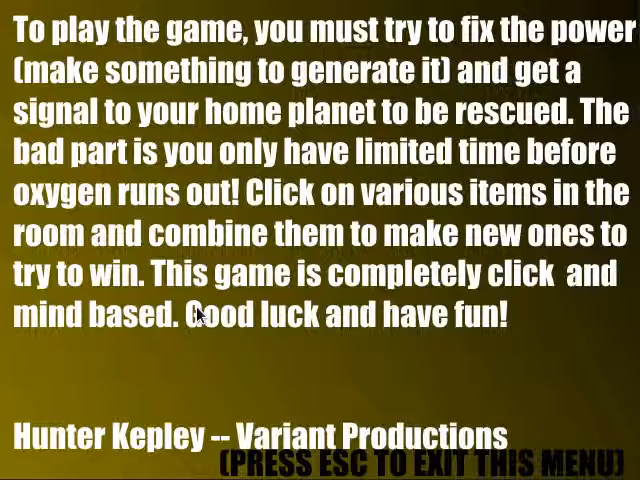 To play the game, you must try to fix the power
(make something to generate it) and get a
signal to your home planet to be rescued. The
bad part is you only have limited time before
oxygen runs out! Click on various items in the
room and combine them to make new ones to
try to win. This game is completely click  and
mind based. Good luck and have fun!
Hunter Kepley -- Variant Productions
(PRESS ESC TO EXIT THIS MENU)